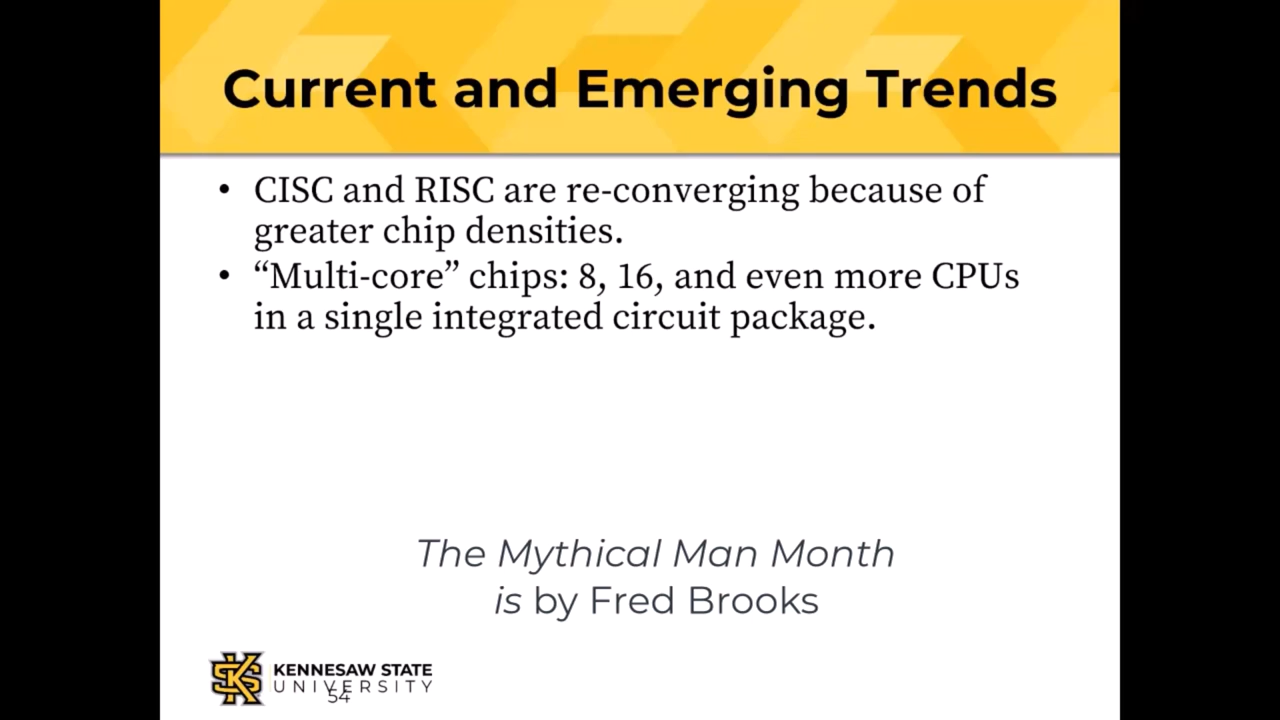 Current and Emerging Trends
• CISC and RISC are re-converging because of
greater chip densities.
• “Multi-core” chips: 8, 16, and even more CPUs
in a single integrated circuit package.
The Mythical Man Month
is by Fred Brooks
KENNESAW STATE
UNIVERSITY
54